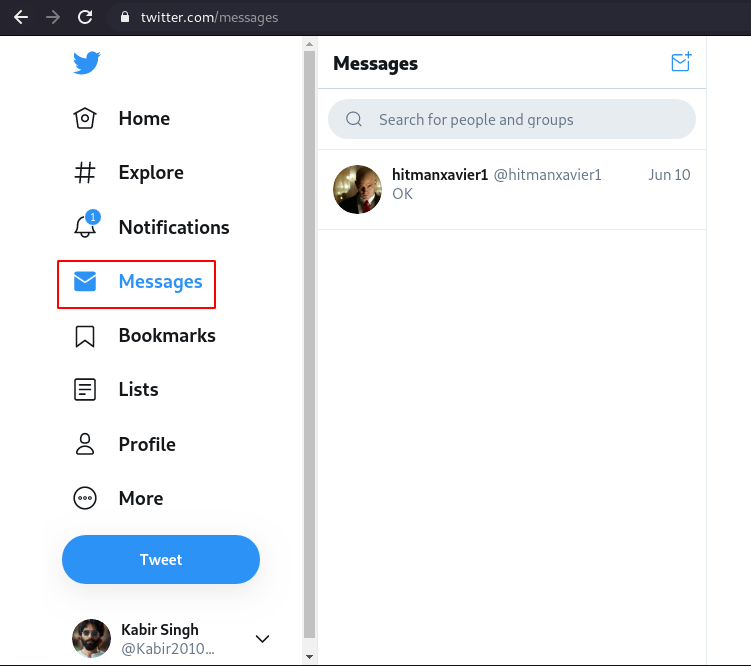 twitter.com/messages
Home
Explore
1
Notifications
Messages
Bookmarks
Lists
Profile
More
Tweet
Kabir Singh
@Kabir2010...
Messages
Search for people and groups
hitmanxavier1 @hitmanxavier1 Jun 10
OK